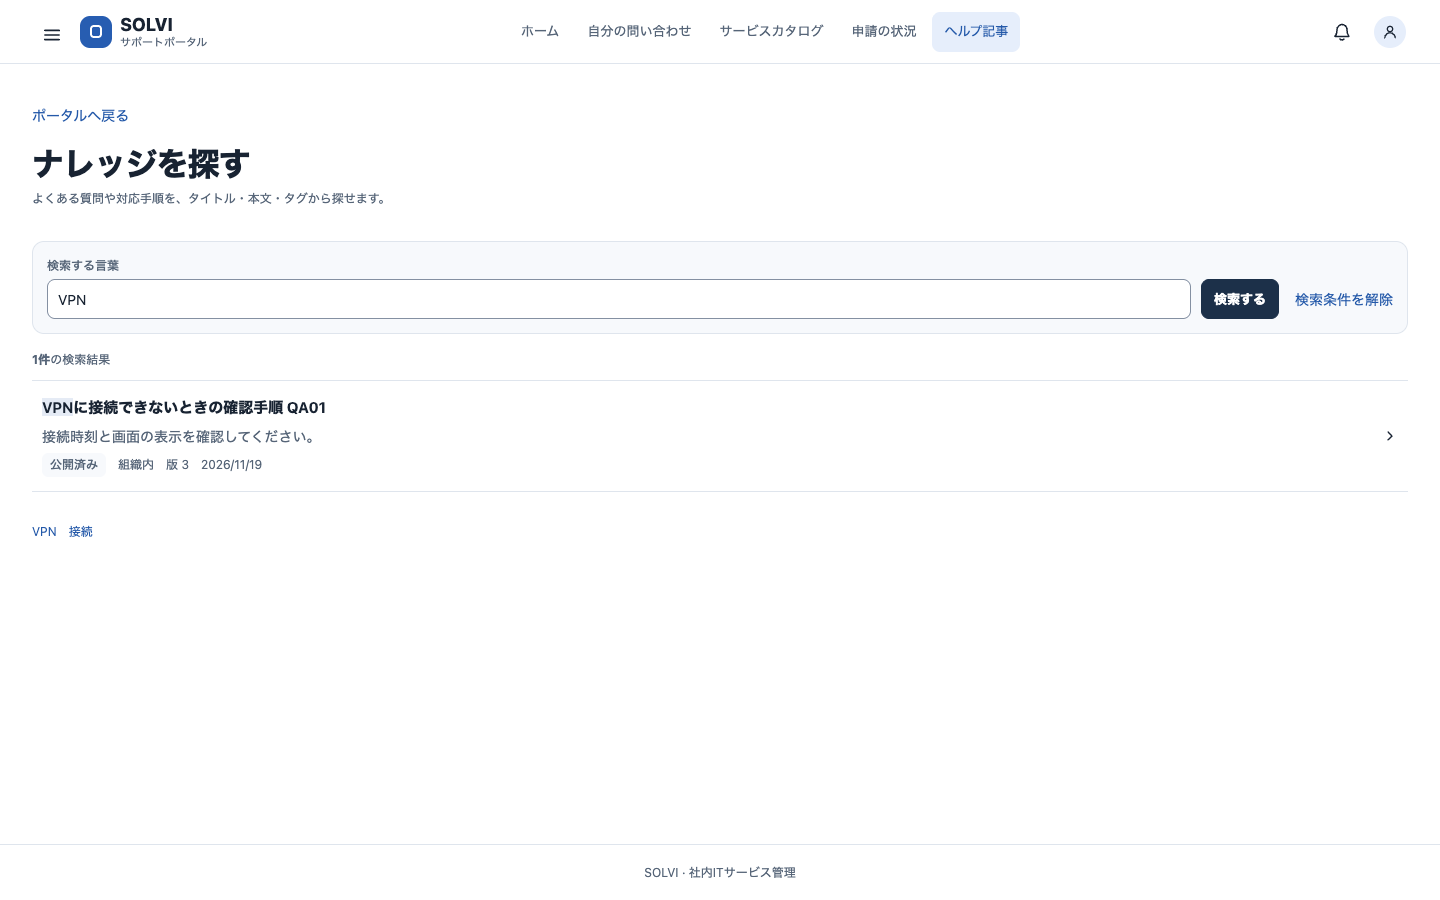 SOLVI
サポートポータル
ホーム 自分の問い合わせ サービスカタログ 申請の状況 ヘルプ記事
ポータルへ戻る
ナレッジを探す
よくある質問や対応手順を、タイトル・本文・タグから探せます。
検索する言葉
VPN 検索する 検索条件を解除
1件の検索結果
VPNに接続できないときの確認手順 QA01
接続時刻と画面の表示を確認してください。
公開済み 組織内 版 3 2026/11/19
VPN 接続
SOLVI · 社内ITサービス管理